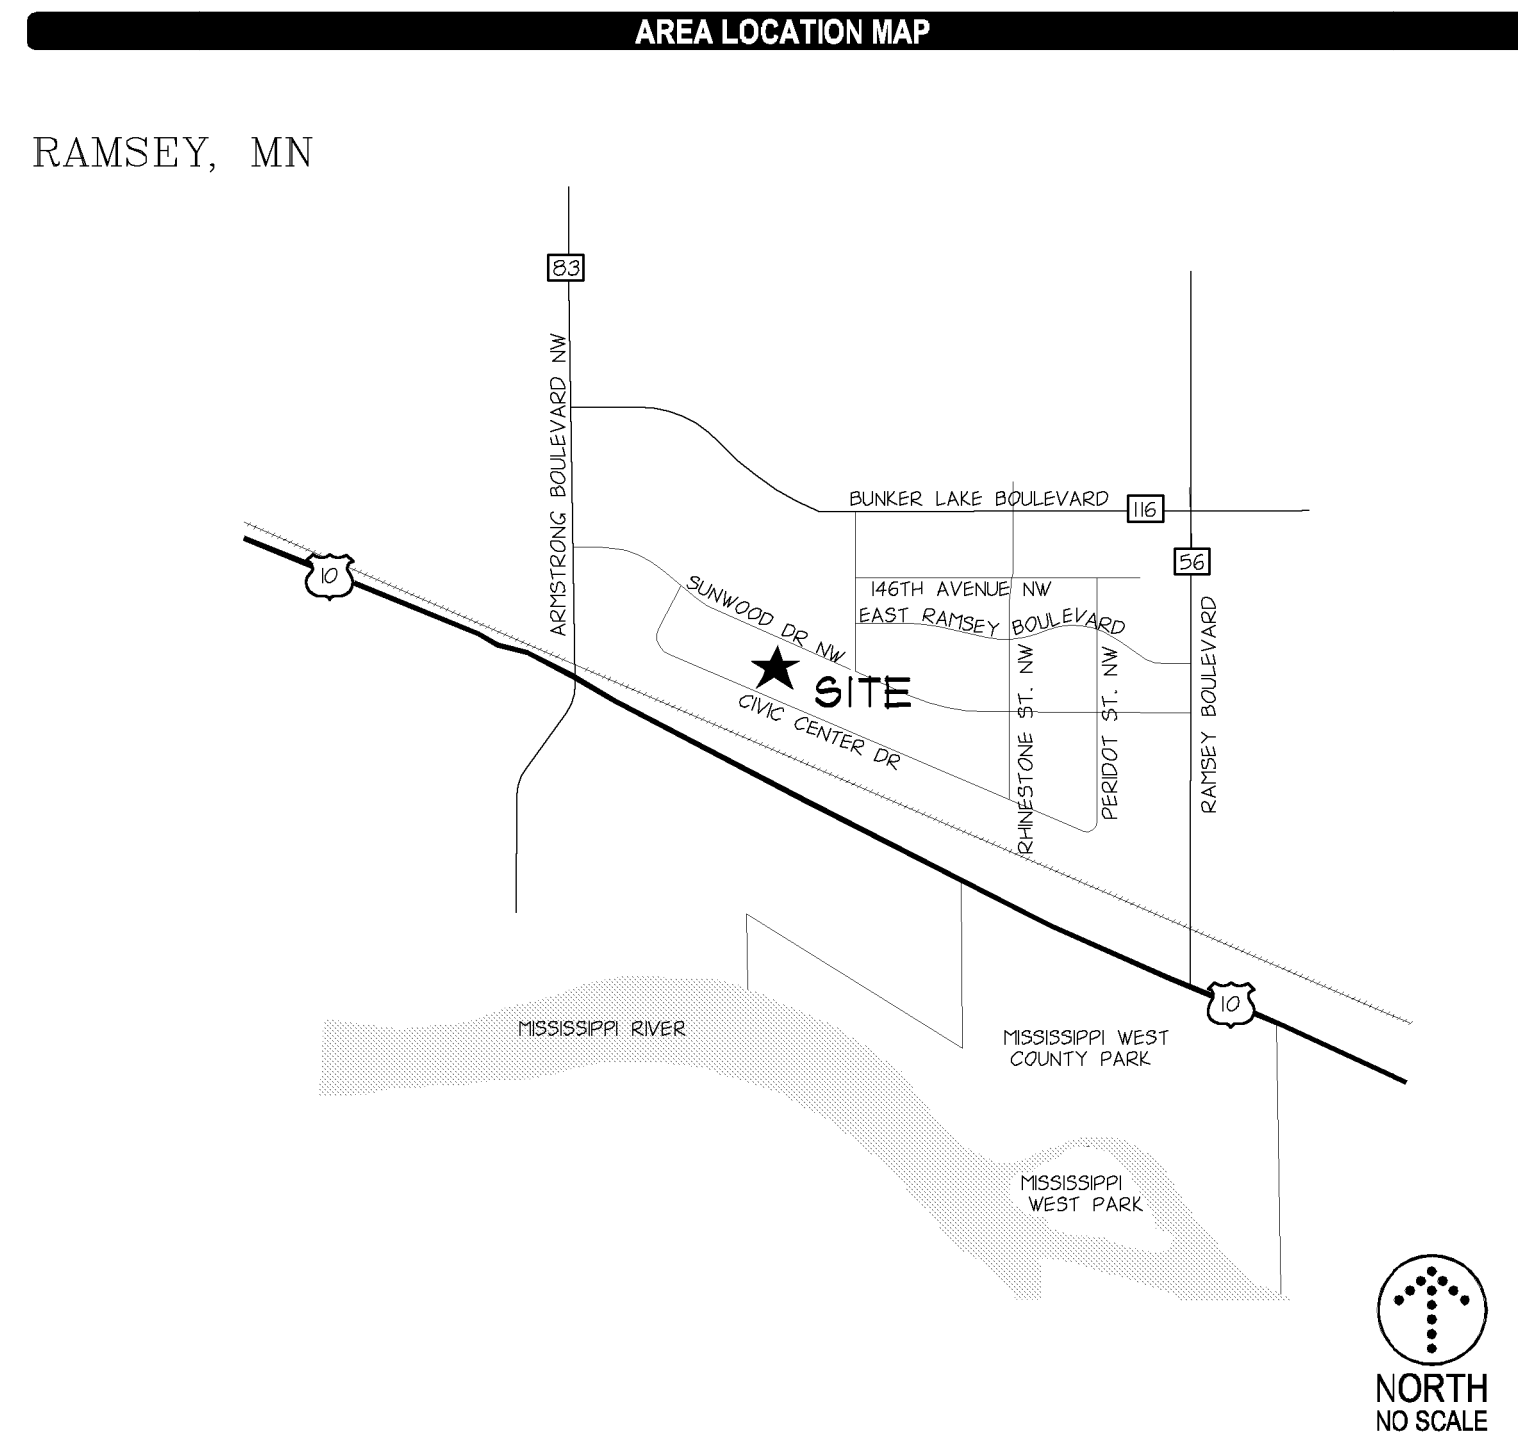 AREA LOCATION MAP
RAMSEY, MN
83
ARMSTRONG BOULEVARD NW
BUNKER LAKE BOULEVARD
116
56
10
146TH AVENUE NW
EAST RAMSEY BOULEVARD
SUNWOOD DR NW
SITE
CIVIC CENTER DR
RHINESTONE ST. NW
PERIDOT ST. NW
RAMSEY BOULEVARD
10
MISSISSIPPI RIVER
MISSISSIPPI WEST
COUNTY PARK
MISSISSIPPI
WEST PARK
NORTH
NO SCALE